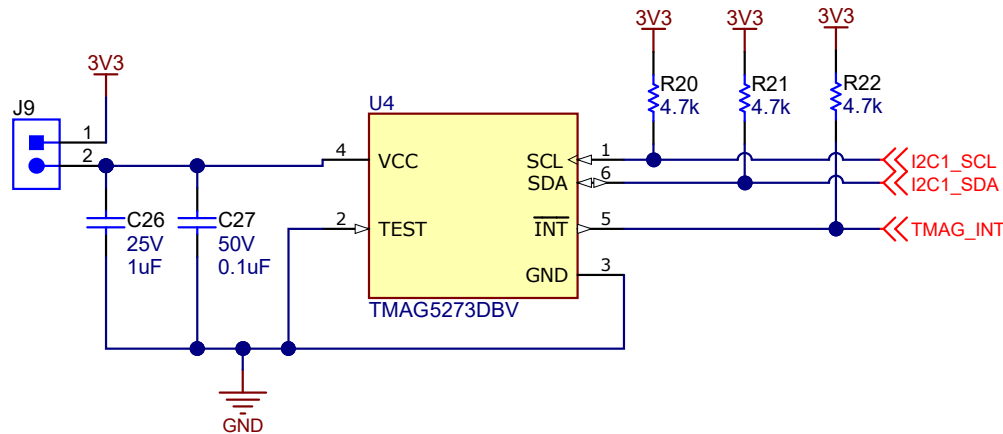 3V3
3V3
3V3
3V3
J9
1
2
C26
25V
1uF
C27
50V
0.1uF
U4
4
VCC
2
TEST
SCL
1
SDA
6
INT
5
GND
3
TMAG5273DBV
R20
4.7k
R21
4.7k
R22
4.7k
I2C1_SCL
I2C1_SDA
TMAG_INT
GND